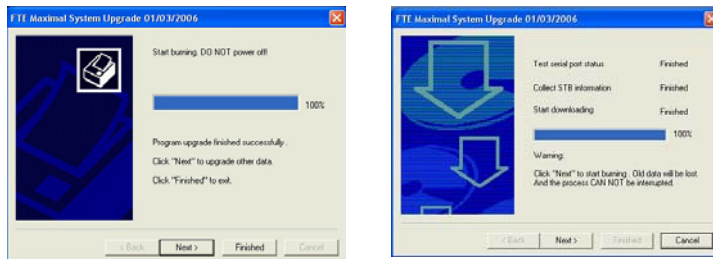 FTE Maximal System Upgrade 01/03/2006
Start burning. DO NOT power off!
100%
Program upgrade finished successfully .
Click "Next" to upgrade other data.
Click "Finished" to exit.
< Back
Next >
Finished
Cancel
FTE Maximal System Upgrade 01/03/2006
Test serial port status
Finished
Collect STB information
Finished
Start downloading
Finished
100%
Warning:
Click "Next" to start burning . Old data will be lost.
And the process CAN NOT be interrupted.
< Back
Next >
Finished
Cancel